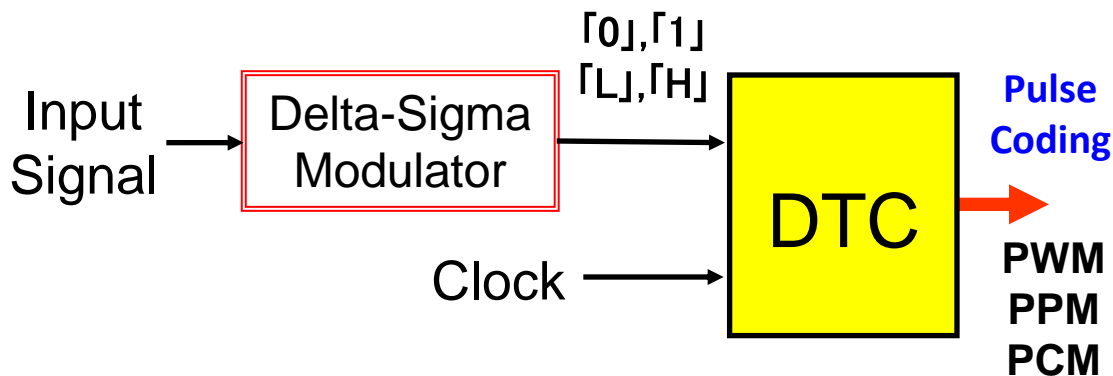 Input
Signal
Delta-Sigma
Modulator
「0」,「1」
「L」,「H」
Clock
DTC
Pulse
Coding
PWM
PPM
PCM